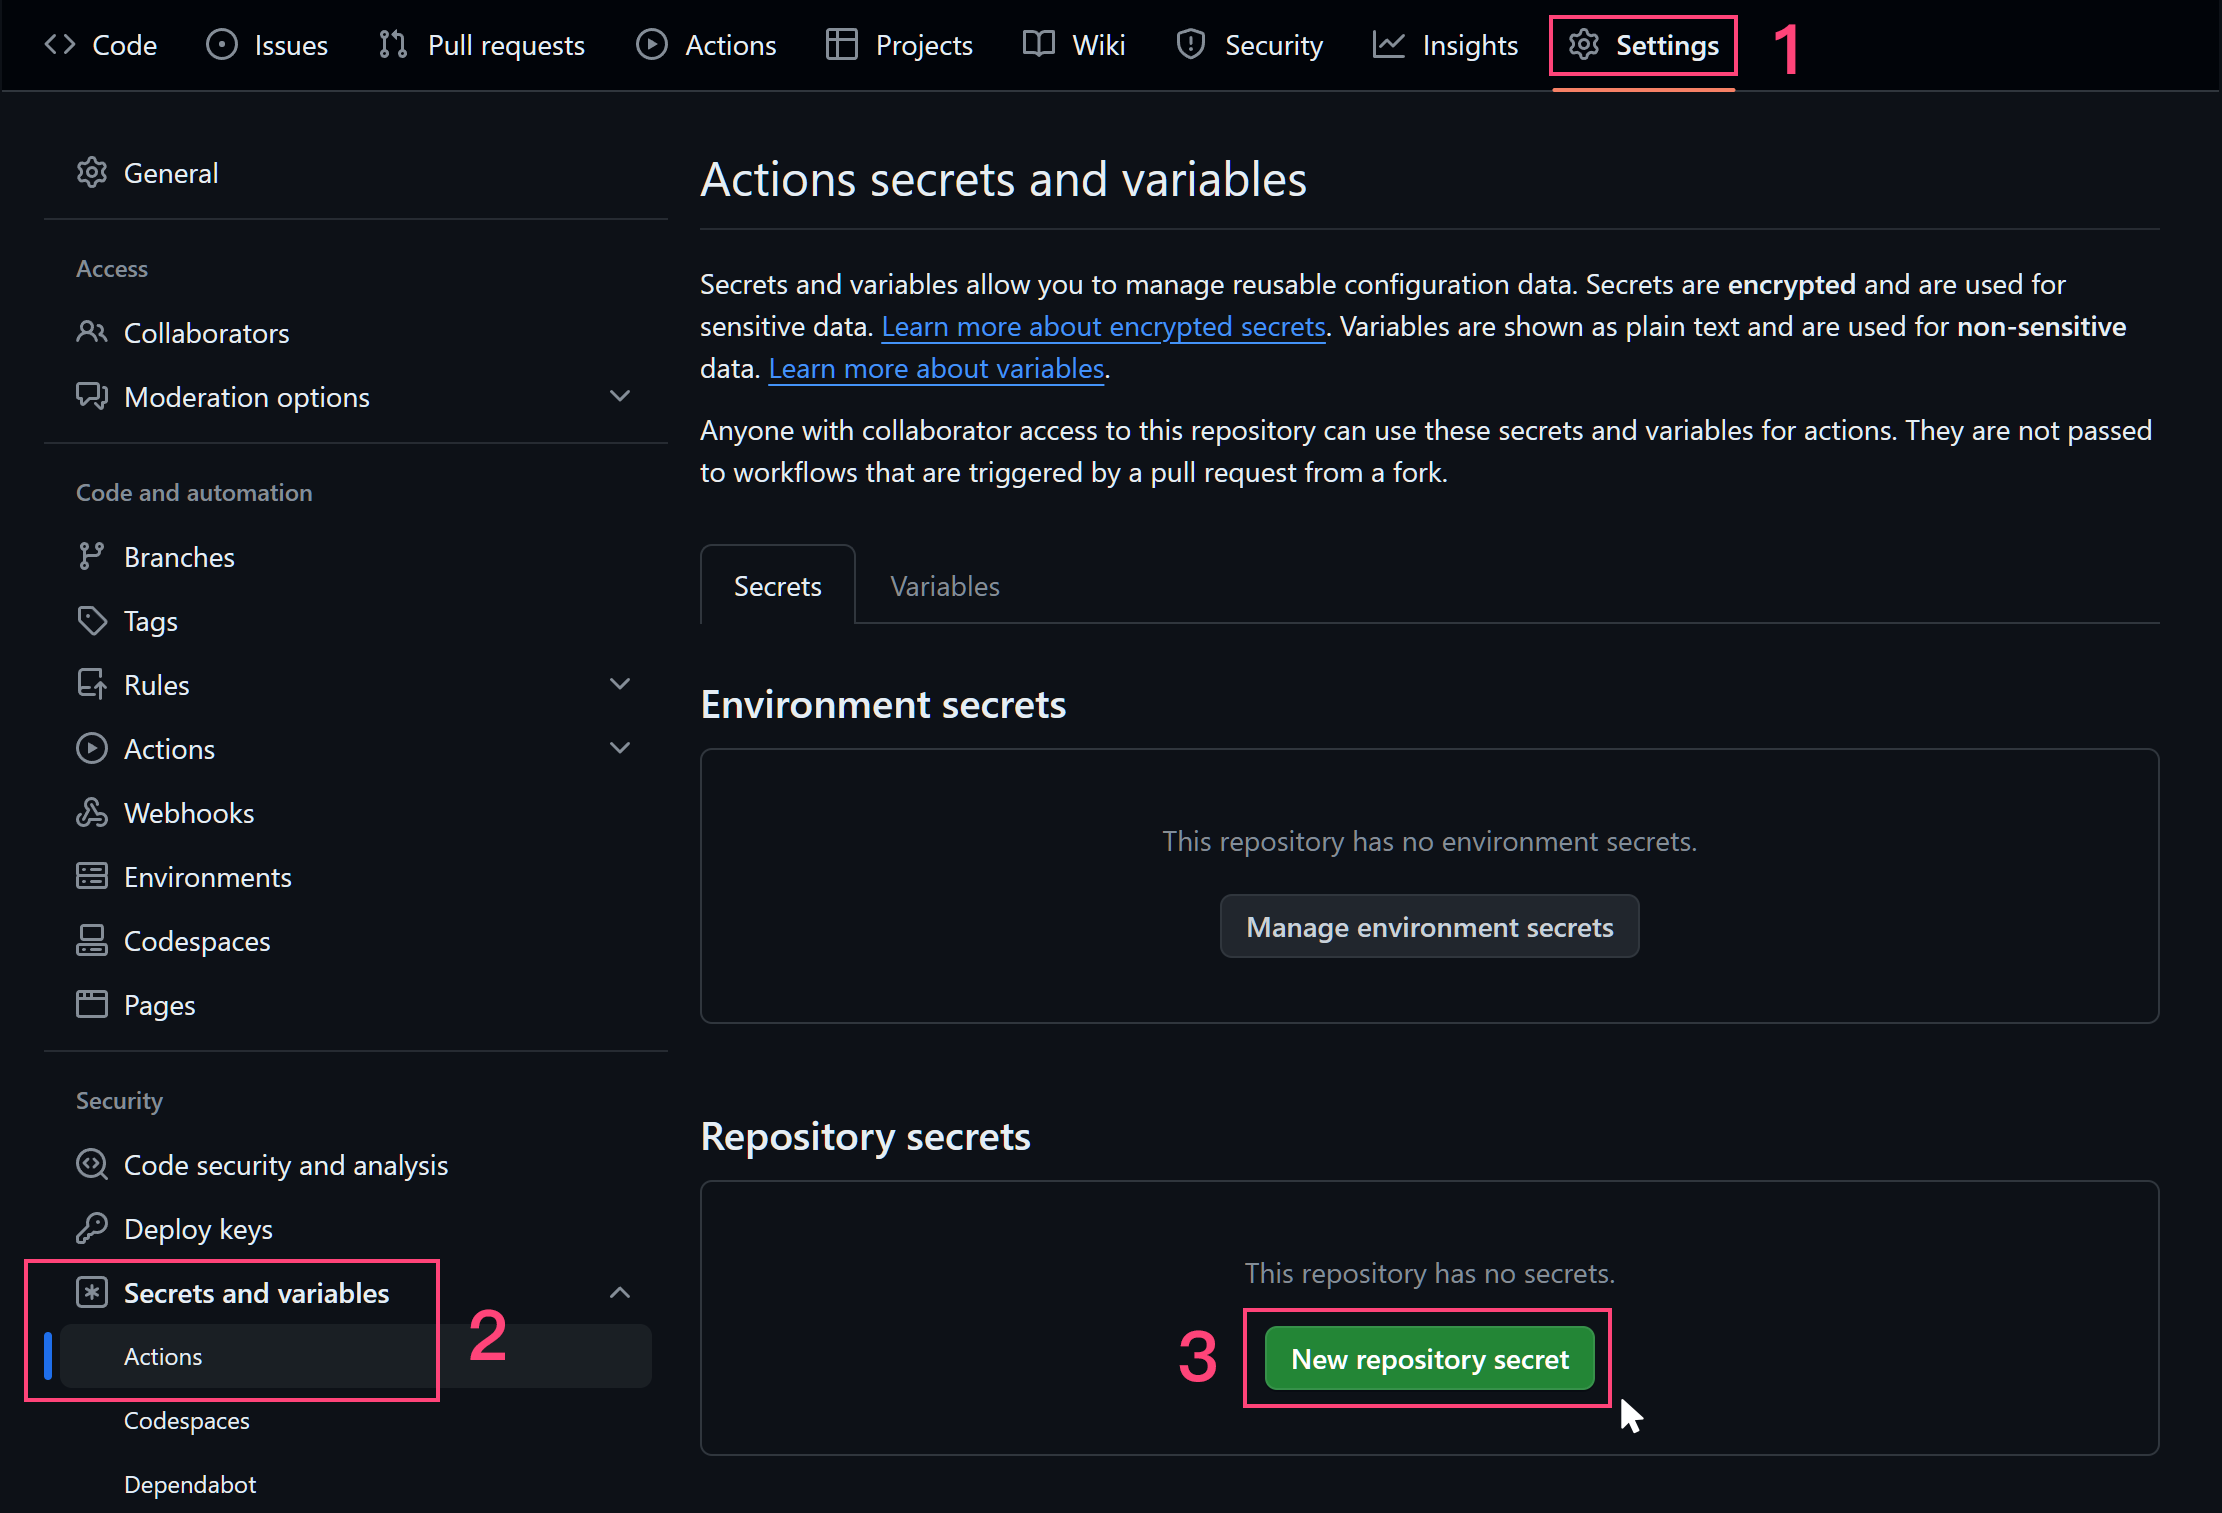 Code Issues Pull requests Actions Projects Wiki Security Insights Settings 1
General
Access
Collaborators
Moderation options
Code and automation
Branches
Tags
Rules
Actions
Webhooks
Environments
Codespaces
Pages
Security
Code security and analysis
Deploy keys
Secrets and variables
2
Actions
Codespaces
Dependabot
Actions secrets and variables
Secrets and variables allow you to manage reusable configuration data. Secrets are encrypted and are used for
sensitive data. Learn more about encrypted secrets. Variables are shown as plain text and are used for non-sensitive
data. Learn more about variables.
Anyone with collaborator access to this repository can use these secrets and variables for actions. They are not passed
to workflows that are triggered by a pull request from a fork.
Secrets Variables
Environment secrets
This repository has no environment secrets.
Manage environment secrets
Repository secrets
This repository has no secrets.
3 New repository secret